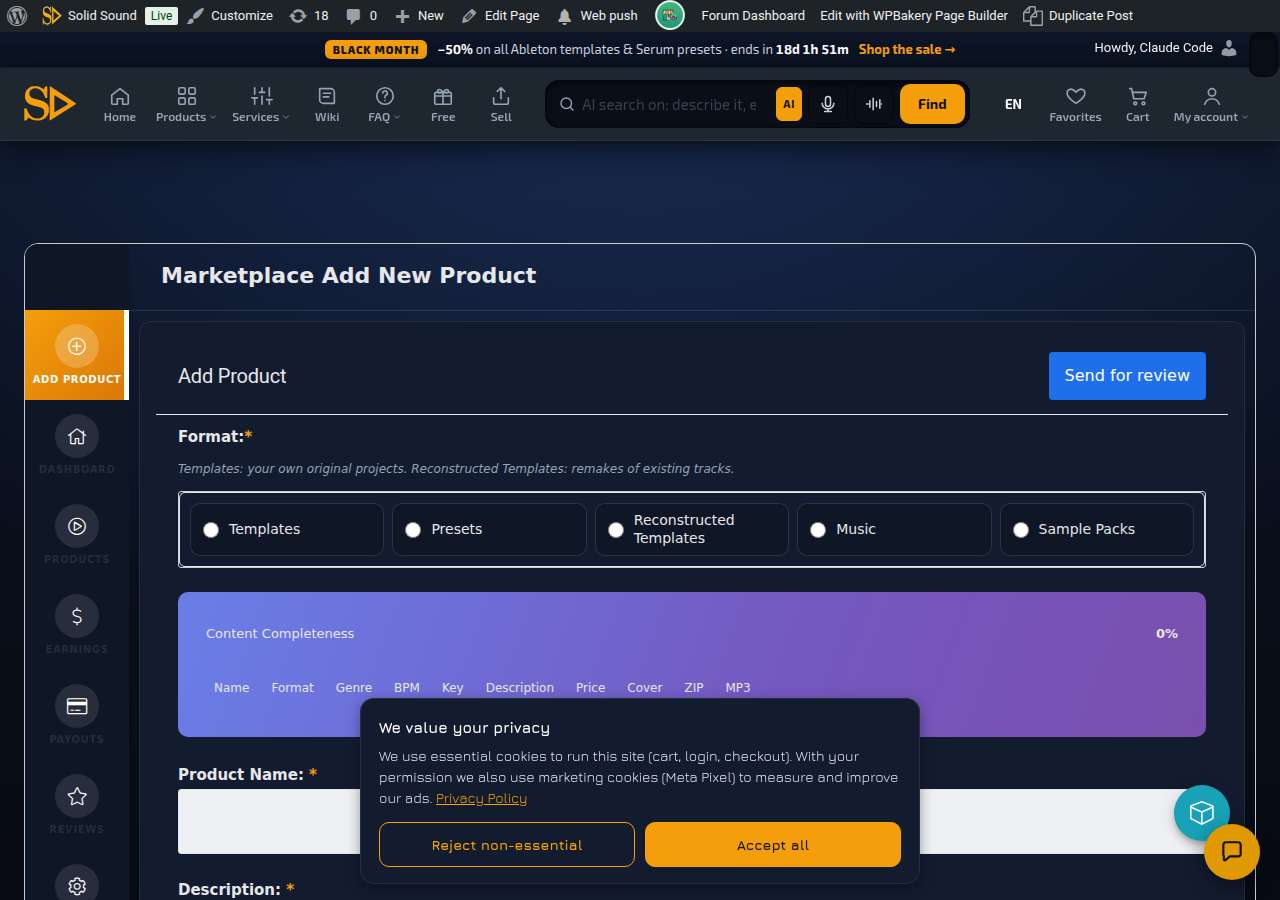 Solid Sound Live Customize 18 0 New Edit Page Web push Forum Dashboard Edit with WPBakery Page Builder Duplicate Post
BLACK MONTH −50% on all Ableton templates & Serum presets · ends in 18d 1h 51m Shop the sale →
Howdy, Claude Code
Home Products Services Wiki FAQ Free Sell
AI search on: describe it, e AI Find
EN Favorites Cart My account
Marketplace Add New Product
ADD PRODUCT
DASHBOARD
PRODUCTS
EARNINGS
PAYOUTS
REVIEWS
Add Product
Send for review
Format:*
Templates: your own original projects. Reconstructed Templates: remakes of existing tracks.
Templates
Presets
Reconstructed
Templates
Music
Sample Packs
Content Completeness 0%
Name Format Genre BPM Key Description Price Cover ZIP MP3
Product Name: *
Description: *
We value your privacy
We use essential cookies to run this site (cart, login, checkout). With your
permission we also use marketing cookies (Meta Pixel) to measure and improve
our ads. Privacy Policy
Reject non-essential
Accept all